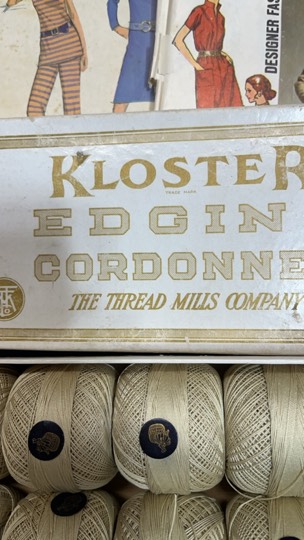 DESIGNER FAS
KLOSTER
TRADE MARK
EDGIN
CORDONNE
THE THREAD MILLS COMPANY